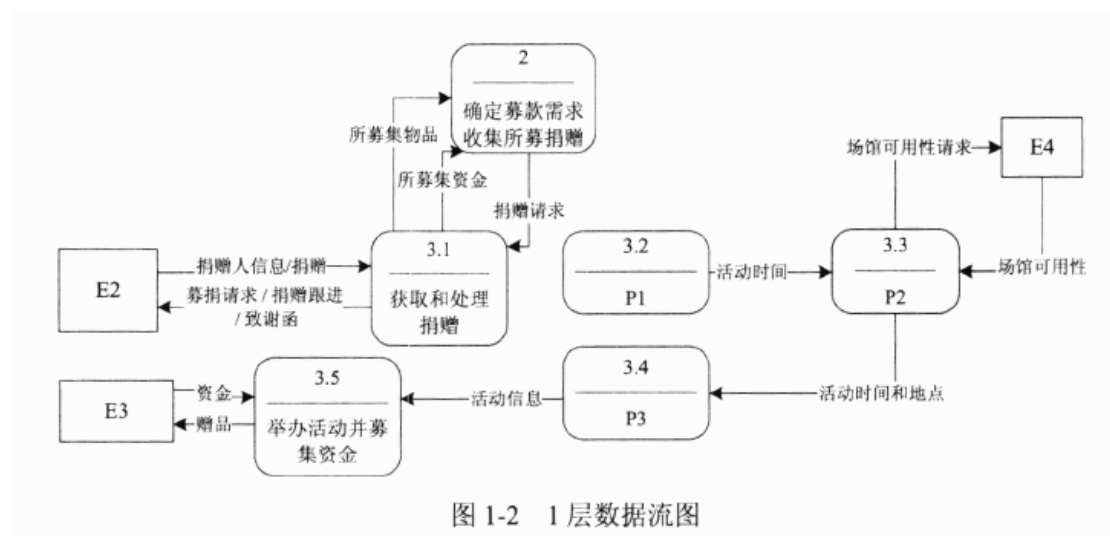 2
确定募款需求
收集所募捐赠
所募集物品
所募集资金
捐赠请求
场馆可用性请求
E4
场馆可用性
E2
捐赠人信息/捐赠
募捐请求 / 捐赠跟进
/ 致谢函
3.1
获取和处理
捐赠
3.2
P1
活动时间
3.3
P2
E3
资金
赠品
3.5
举办活动并募
集资金
活动信息
3.4
P3
活动时间和地点
图 1-2 1 层数据流图